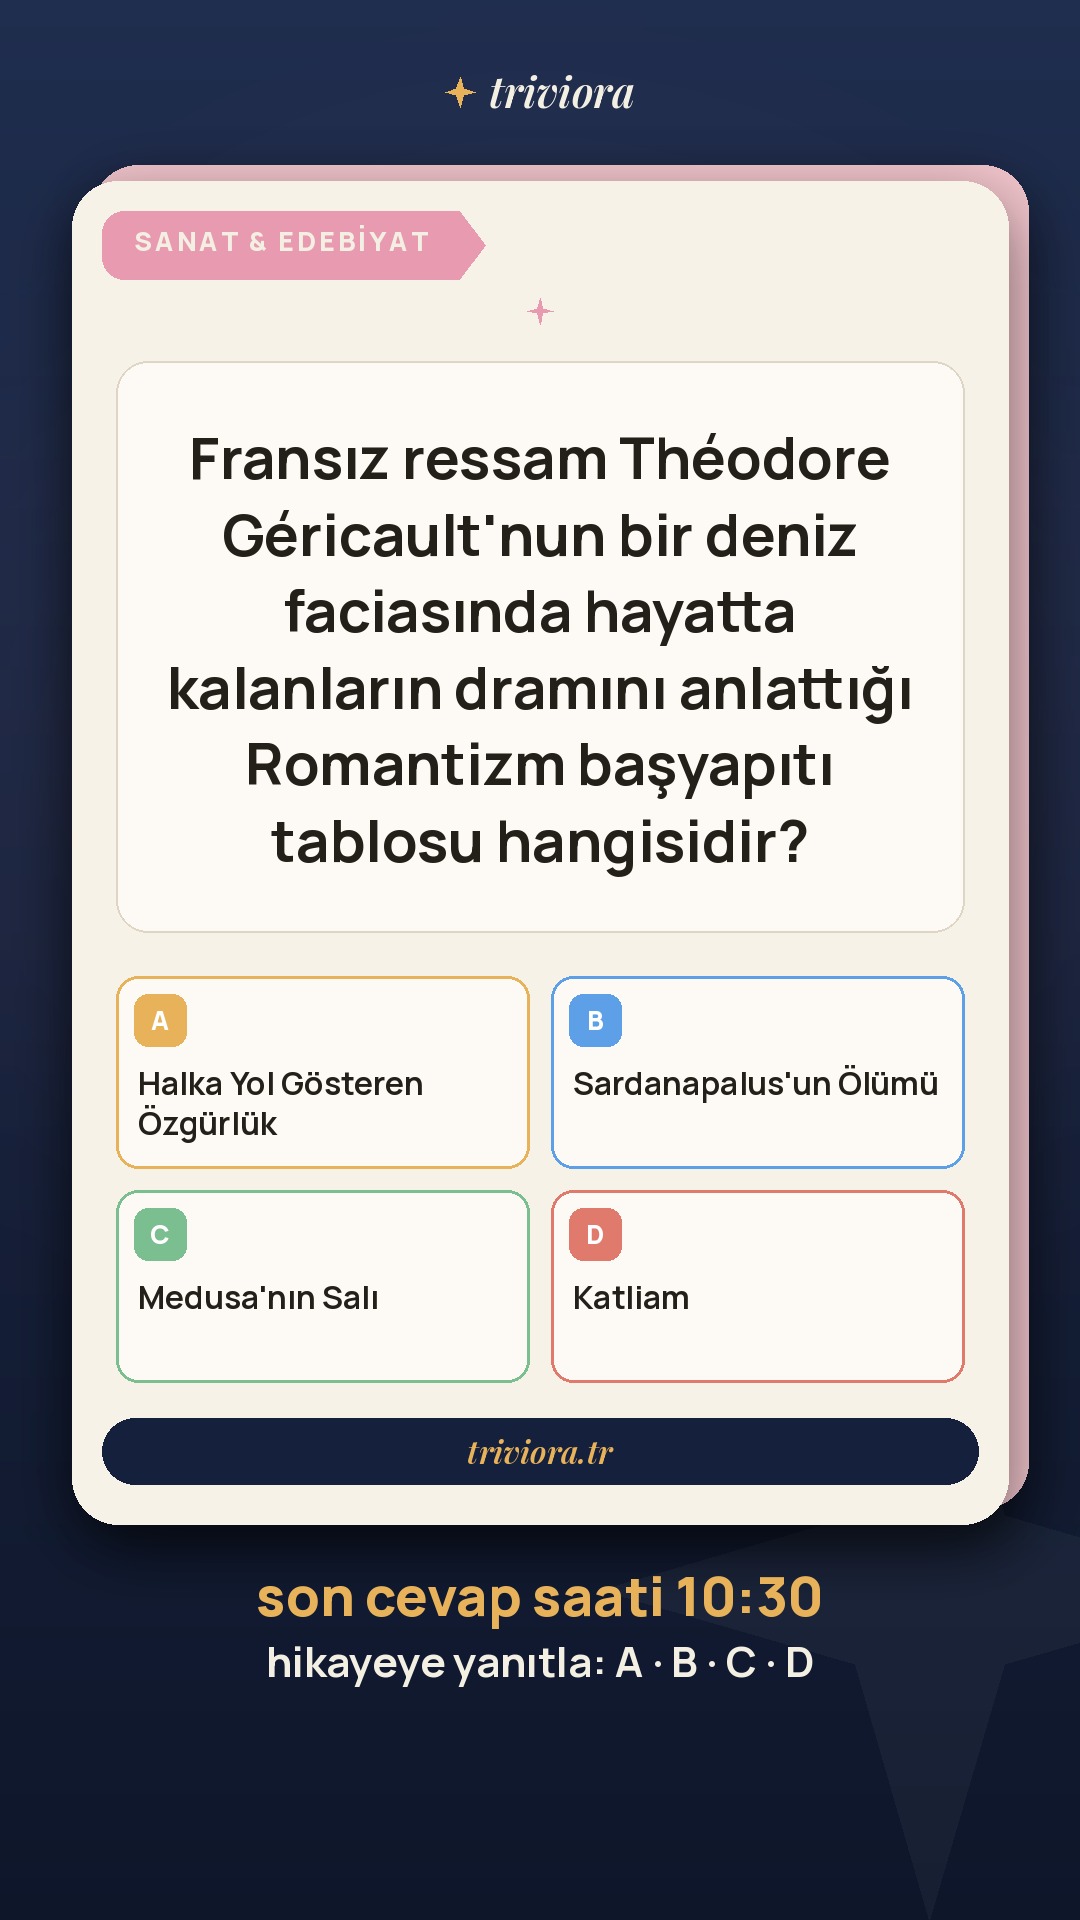 triviora
SANAT & EDEBİYAT
Fransız ressam Théodore
Géricault'nun bir deniz
faciasında hayatta
kalanların dramını anlattığı
Romantizm başyapıtı
tablosu hangisidir?
A
Halka Yol Gösteren
Özgürlük
B
Sardanapalus'un Ölümü
C
Medusa'nın Salı
D
Katliam
triviora.tr
son cevap saati 10:30
hikayeye yanıtla: A · B · C · D